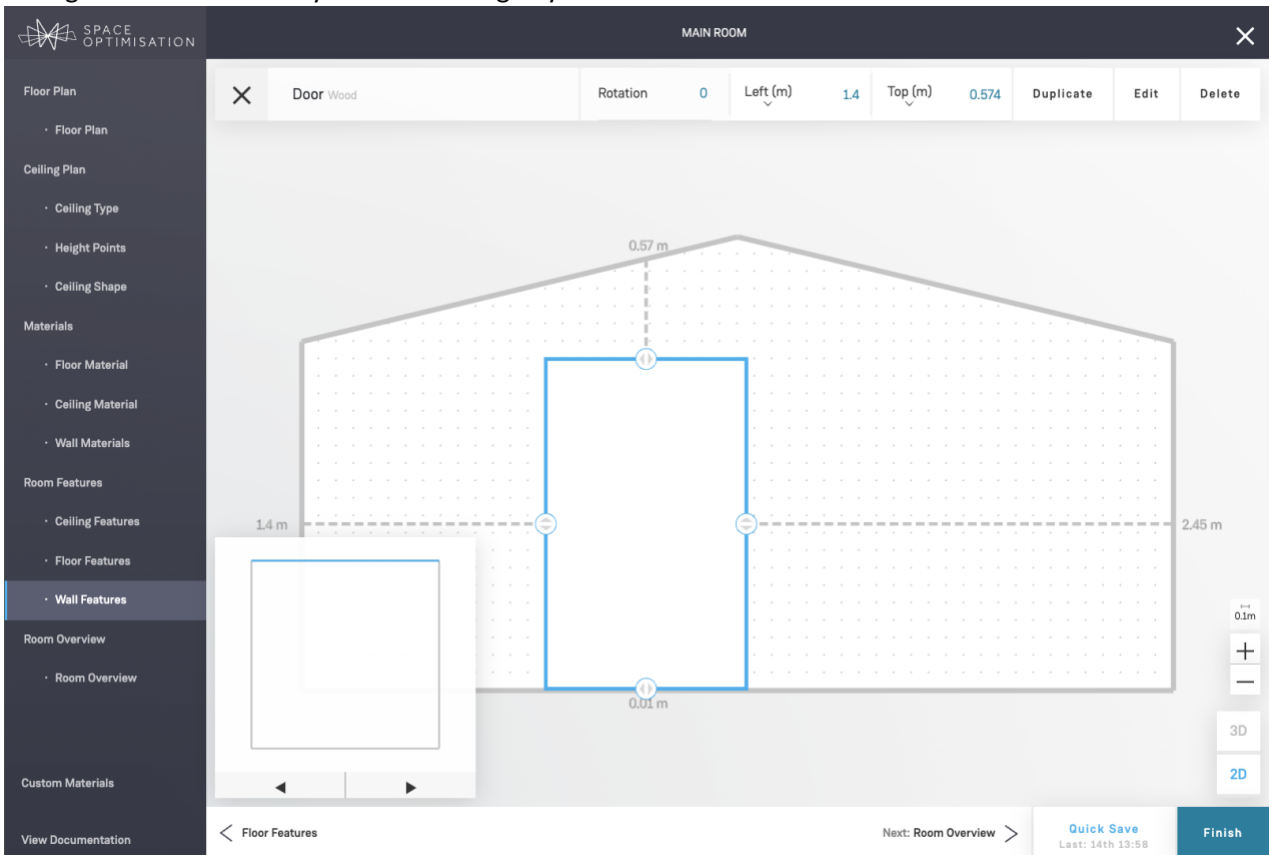 SPACE
OPTIMISATION
MAIN ROOM
Floor Plan
· Floor Plan
Ceiling Plan
· Ceiling Type
· Height Points
· Ceiling Shape
Materials
· Floor Material
· Ceiling Material
· Wall Materials
Room Features
· Ceiling Features
· Floor Features
· Wall Features
Room Overview
· Room Overview
Custom Materials
View Documentation
Door Wood
Rotation 0 Left (m) 1.4 Top (m) 0.574 Duplicate Edit Delete
0.57 m
1.4 m
2.45 m
0.01 m
0.1m
3D
2D
Floor Features
Next: Room Overview
Quick Save
Last: 14th 13:58
Finish